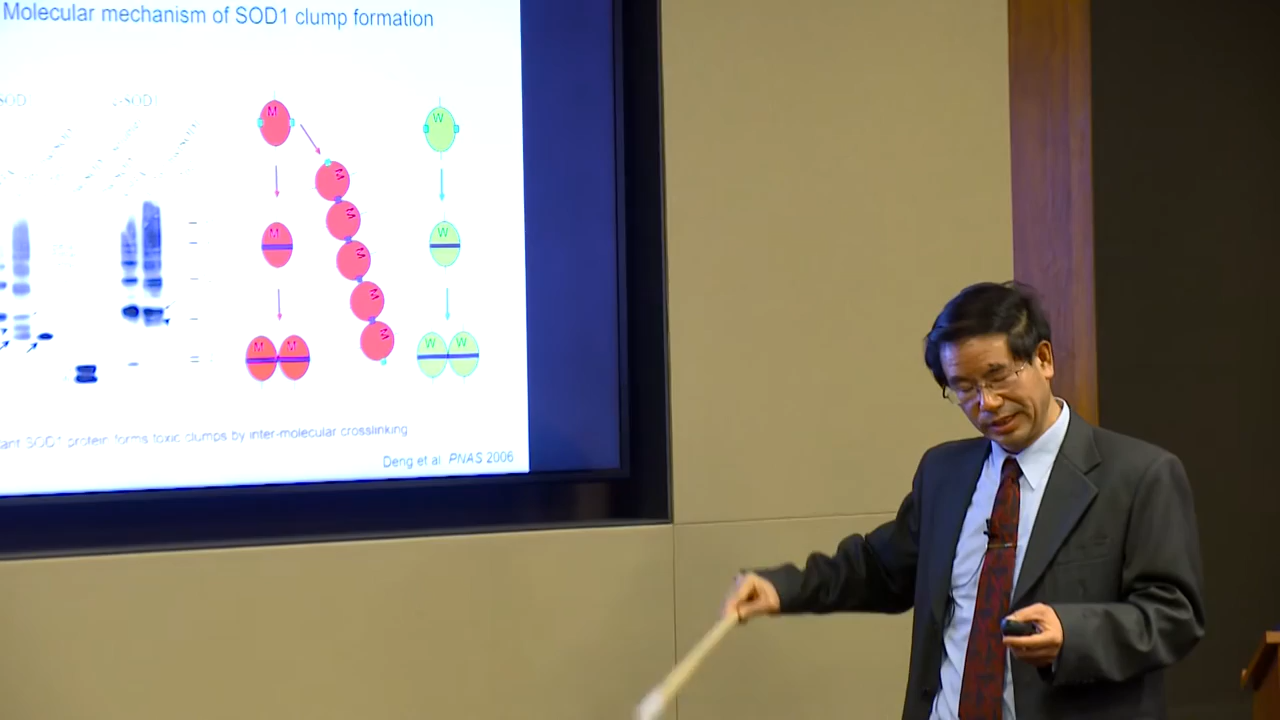 Molecular mechanism of SOD1 clump formation
SOD
SOD1
M
W
M
M
M
W
M
M
M
M
M
W
W
SOD1 protein forms toxic clumps by inter-molecular crosslinking
Deng et al. PNAS 2006